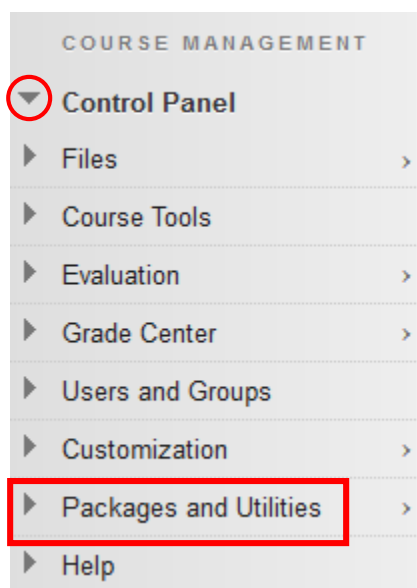 COURSE MANAGEMENT
Control Panel
Files
Course Tools
Evaluation
Grade Center
Users and Groups
Customization
Packages and Utilities
Help